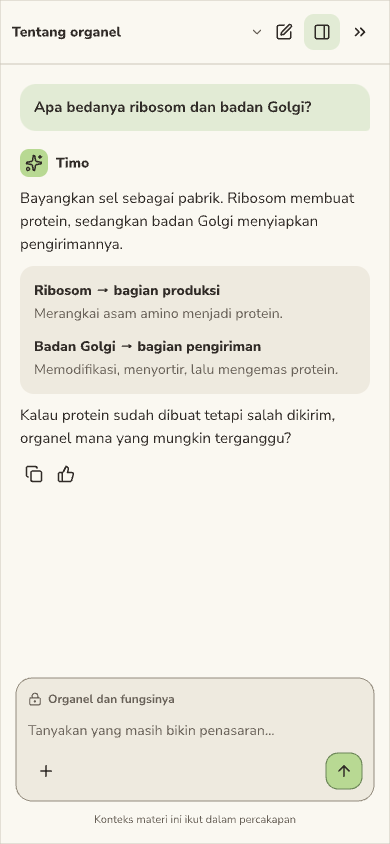 Tentang organel
Apa bedanya ribosom dan badan Golgi?
Timo
Bayangkan sel sebagai pabrik. Ribosom membuat
protein, sedangkan badan Golgi menyiapkan
pengirimannya.
Ribosom → bagian produksi
Merangkai asam amino menjadi protein.
Badan Golgi → bagian pengiriman
Memodifikasi, menyortir, lalu mengemas protein.
Kalau protein sudah dibuat tetapi salah dikirim,
organel mana yang mungkin terganggu?
Organel dan fungsinya
Tanyakan yang masih bikin penasaran...
Konteks materi ini ikut dalam percakapan